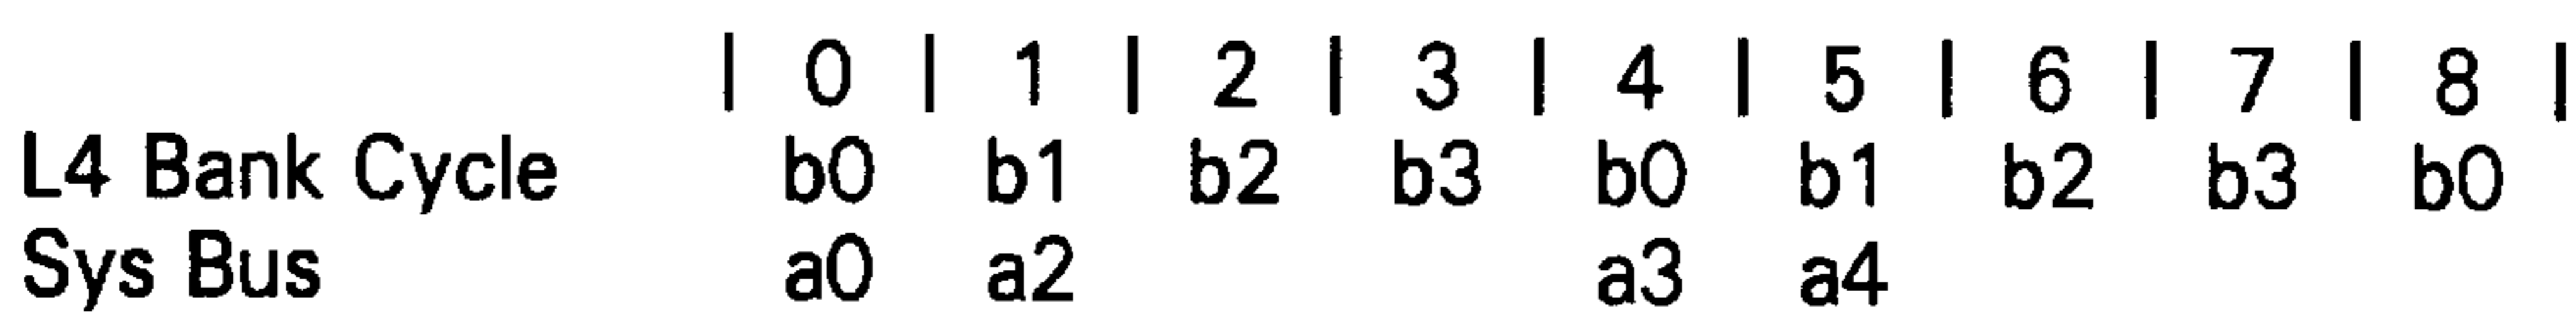 | 0 | 1 | 2 | 3 | 4 | 5 | 6 | 7 | 8 |
L4 Bank Cycle b0 b1 b2 b3 b0 b1 b2 b3 b0
Sys Bus a0 a2 a3 a4